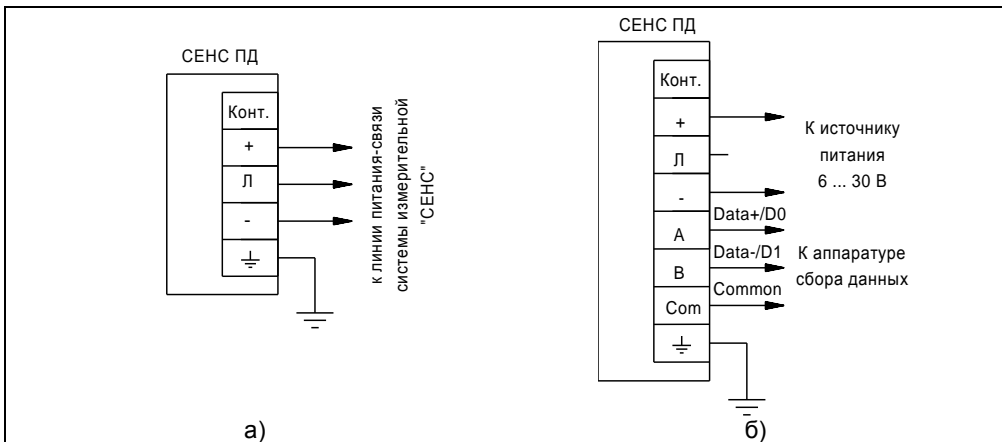 СЕНС ПД
Конт.
+
Л
-
к линии питания-связи
системы измерительной
"СЕНС"
а)
СЕНС ПД
Конт.
+
Л
-
A
B
Com
Data+/D0
Data-/D1
Common
К источнику
питания
6 ... 30 В
К аппаратуре
сбора данных
б)